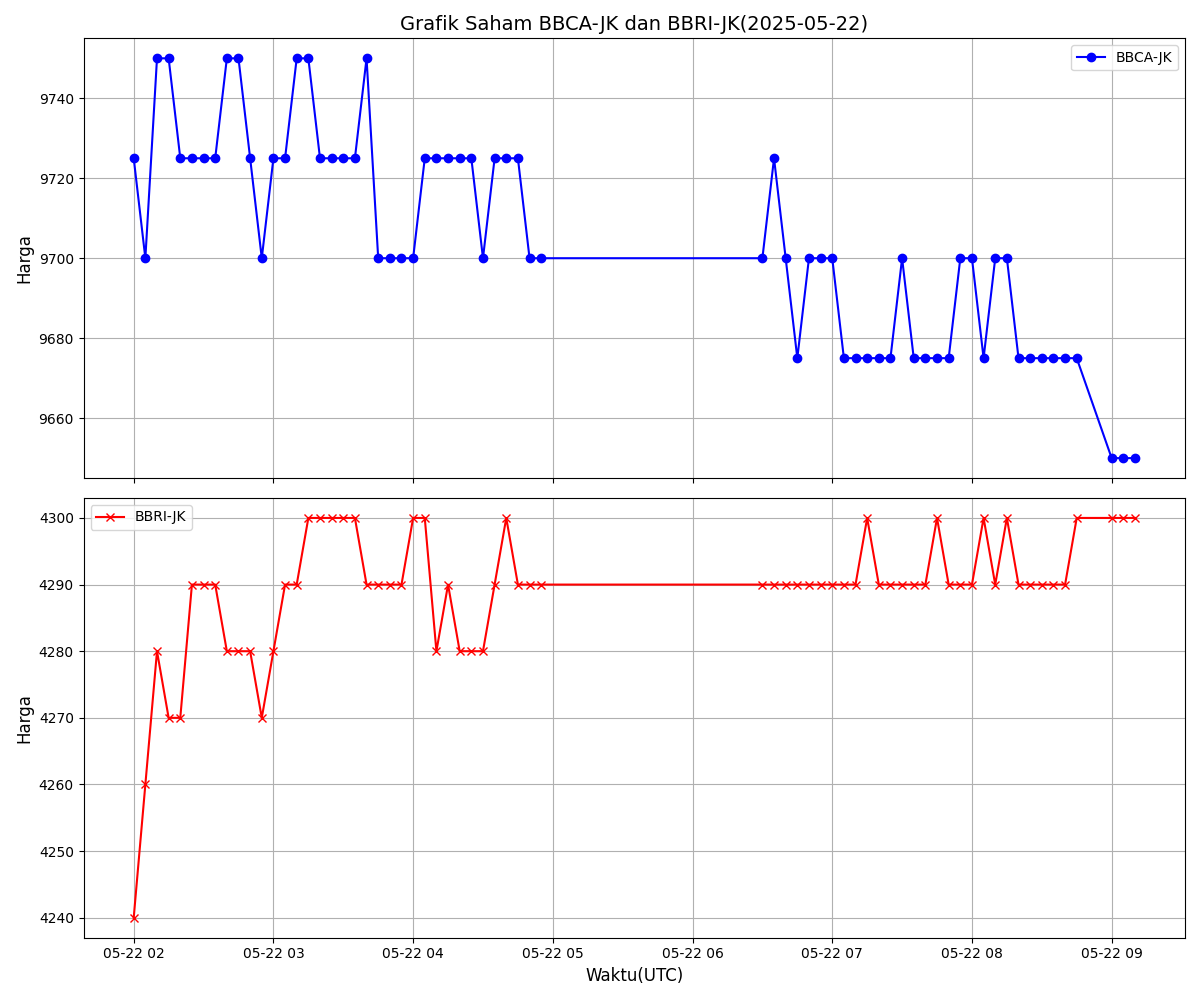 Grafik Saham BBCA-JK dan BBRI-JK(2025-05-22)
BBCA-JK
Harga
9740
9720
9700
9680
9660
BBRI-JK
Harga
4300
4290
4280
4270
4260
4250
4240
05-22 02 05-22 03 05-22 04 05-22 05 05-22 06 05-22 07 05-22 08 05-22 09
Waktu(UTC)